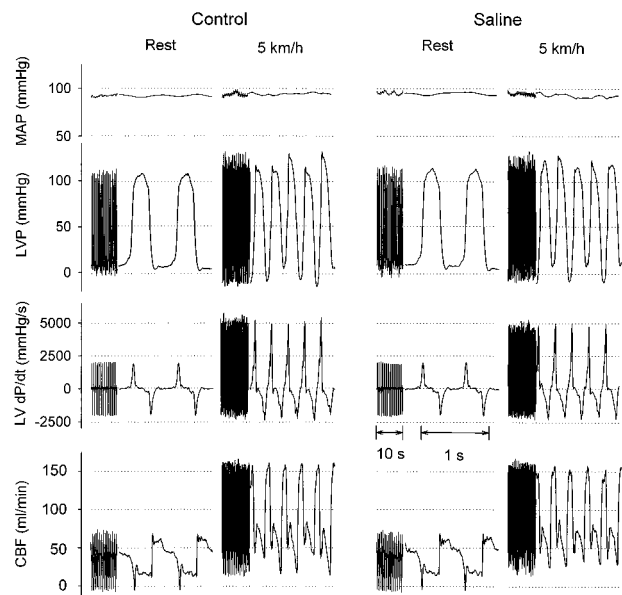 Control Saline
Rest 5 km/h Rest 5 km/h
MAP (mmHg)
100
50
LVP (mmHg)
100
50
0
LV dP/dt (mmHg/s)
5000
2500
0
-2500
10 s 1 s
CBF (ml/min)
150
100
50
0